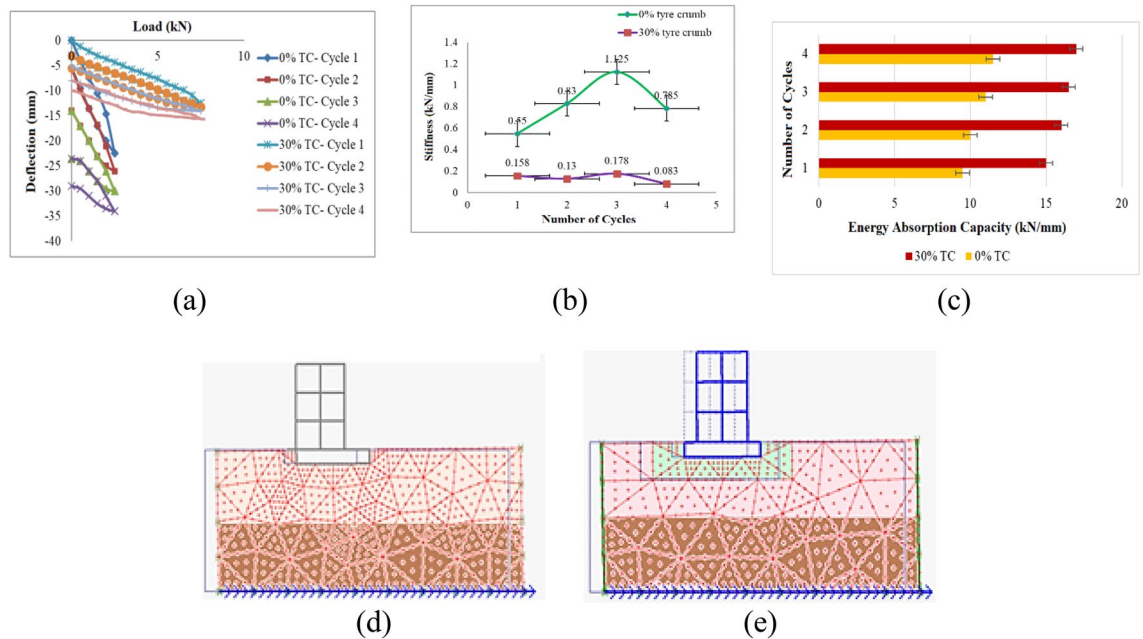 Load (kN)
0
5
10
0
-5
-10
-15
-20
-25
-30
-35
-40
Deflection (mm)
0% TC- Cycle 1
0% TC- Cycle 2
0% TC- Cycle 3
0% TC- Cycle 4
30% TC- Cycle 1
30% TC- Cycle 2
30% TC- Cycle 3
30% TC- Cycle 4
(a)
0% tyre crumb
30% tyre crumb
1.4
1.2
1
0.8
0.6
0.4
0.2
0
Stiffness (kN/mm)
0.55
0.83
1.125
0.785
0.158
0.13
0.178
0.083
0 1 2 3 4 5
Number of Cycles
(b)
Number of Cycles
4
3
2
1
0 5 10 15 20
Energy Absorption Capacity (kN/mm)
30% TC 0% TC
(c)
(d)
(e)